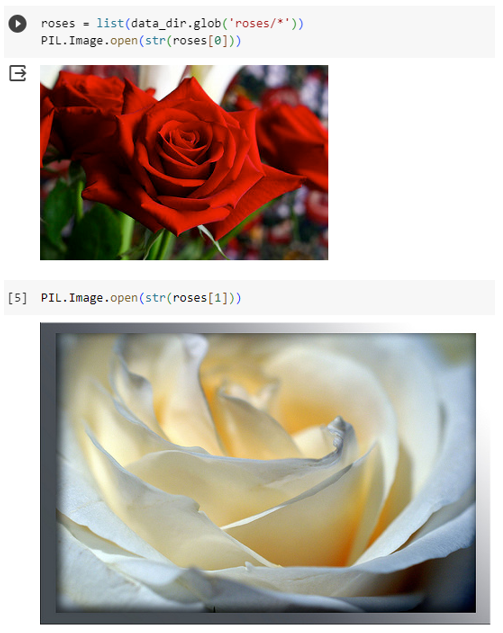 roses = list(data_dir.glob('roses/*'))
PIL.Image.open(str(roses[0]))
[5] PIL.Image.open(str(roses[1]))